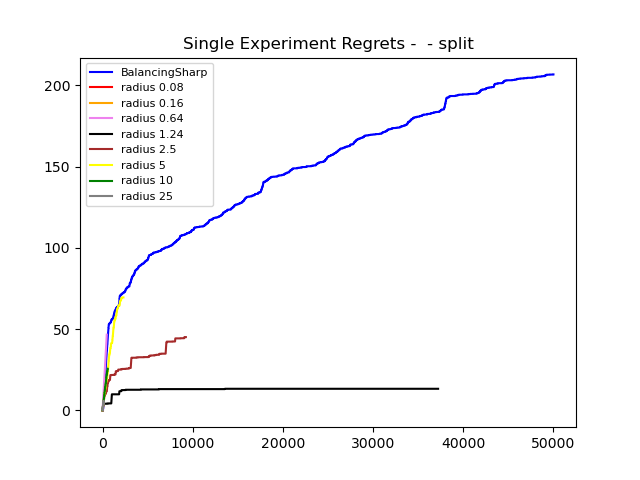 Single Experiment Regrets -  - split
BalancingSharp
radius 0.08
radius 0.16
radius 0.64
radius 1.24
radius 2.5
radius 5
radius 10
radius 25
200
150
100
50
0
0 10000 20000 30000 40000 50000